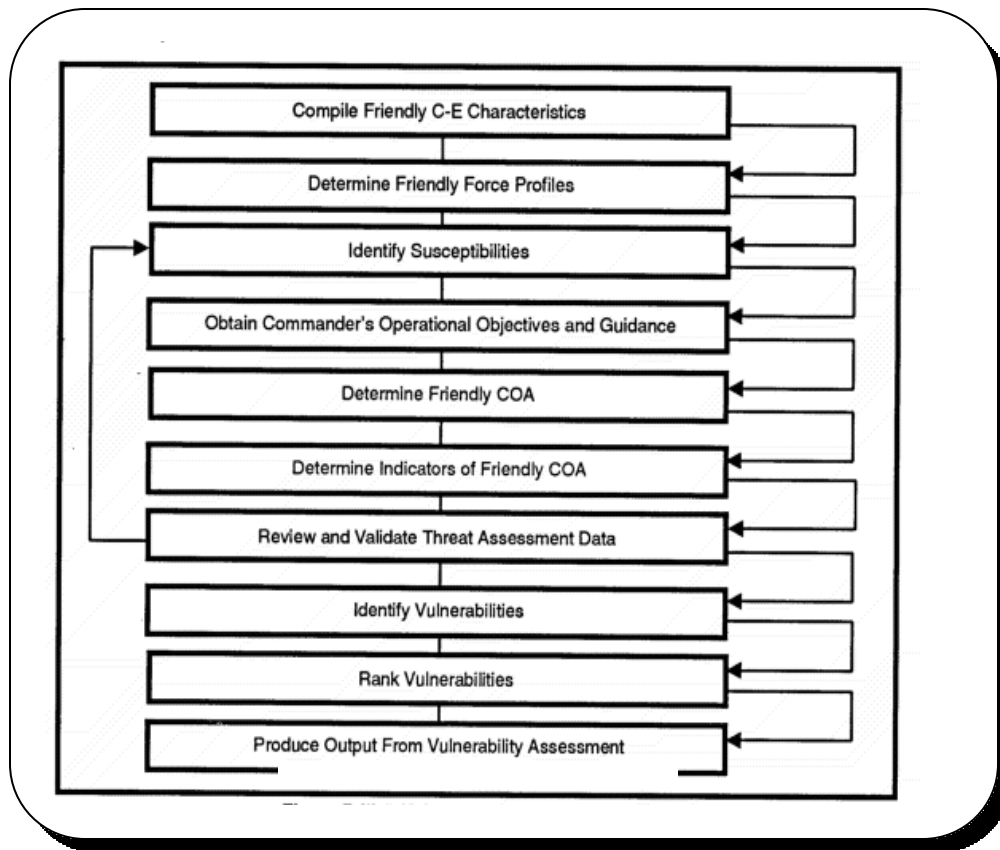 Compile Friendly C-E Characteristics
Determine Friendly Force Profiles
Identify Susceptibilities
Obtain Commander's Operational Objectives and Guidance
Determine Friendly COA
Determine Indicators of Friendly COA
Review and Validate Threat Assessment Data
Identify Vulnerabilities
Rank Vulnerabilities
Produce Output From Vulnerability Assessment